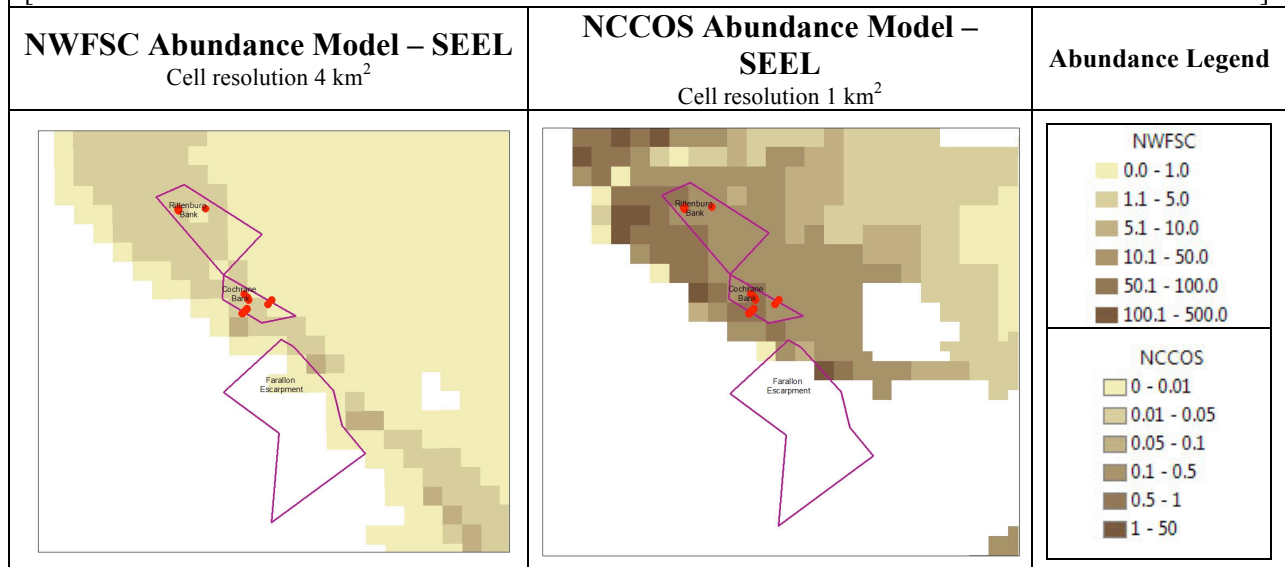 [ ]
NWFSC Abundance Model – SEEL
Cell resolution 4 km²
NCCOS Abundance Model –
SEEL
Cell resolution 1 km²
Abundance Legend
Rittenburg
Bank
Cochrane
Bank
Farallon
Escarpment
Rittenburg
Bank
Cochrane
Bank
Farallon
Escarpment
NWFSC
0.0 - 1.0
1.1 - 5.0
5.1 - 10.0
10.1 - 50.0
50.1 - 100.0
100.1 - 500.0
NCCOS
0 - 0.01
0.01 - 0.05
0.05 - 0.1
0.1 - 0.5
0.5 - 1
1 - 50